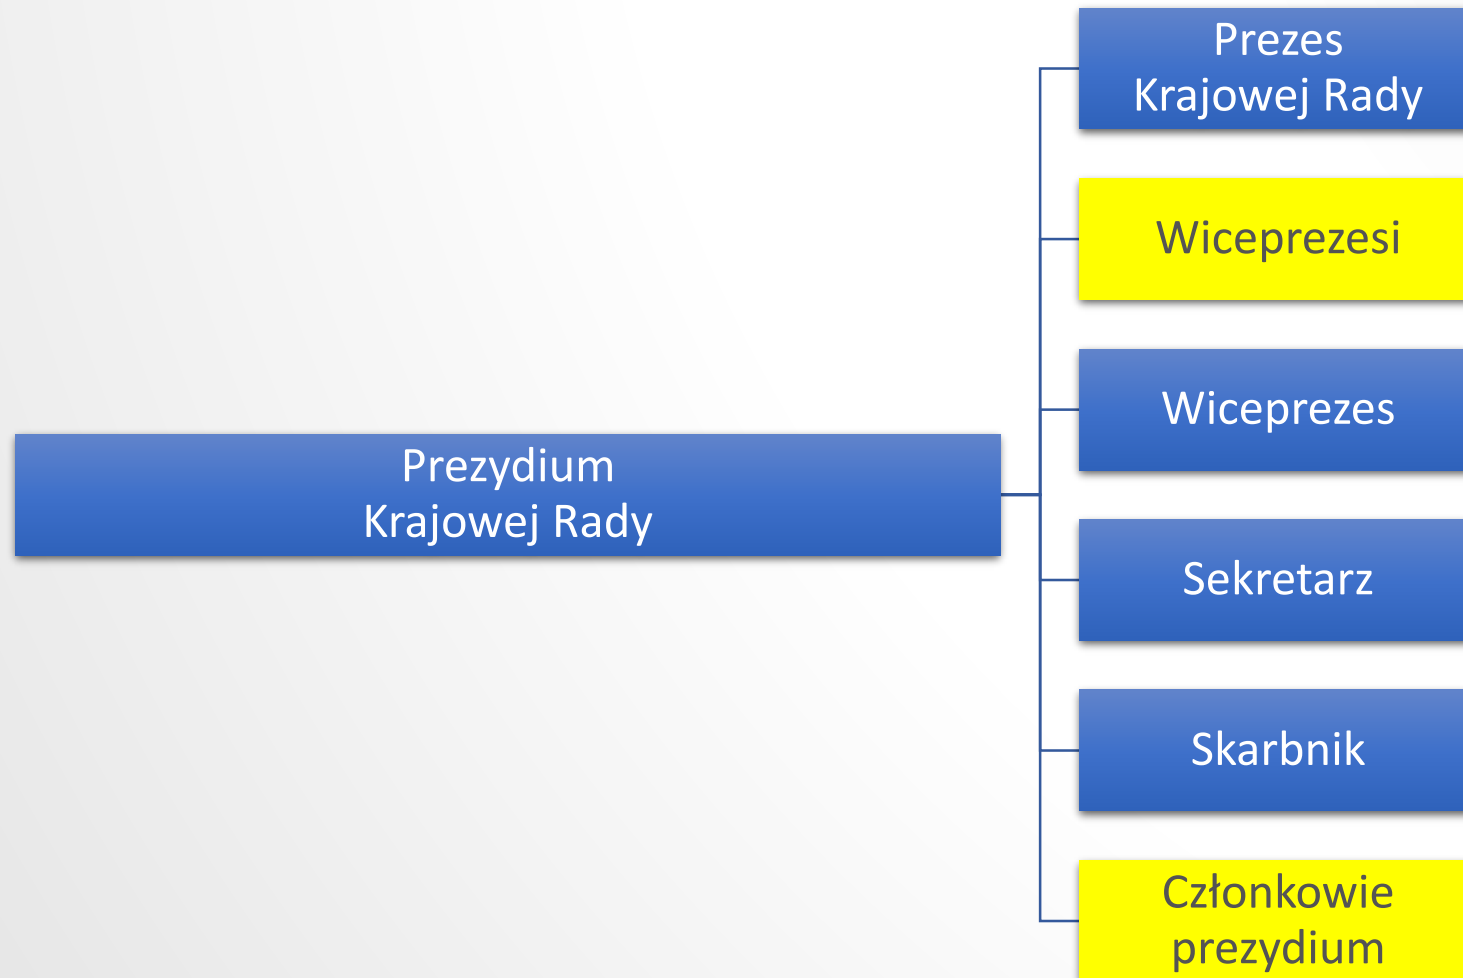 Prezes
Krajowej Rady
Wiceprezesi
Wiceprezes
Prezydium
Krajowej Rady
Sekretarz
Skarbnik
Członkowie
prezydium